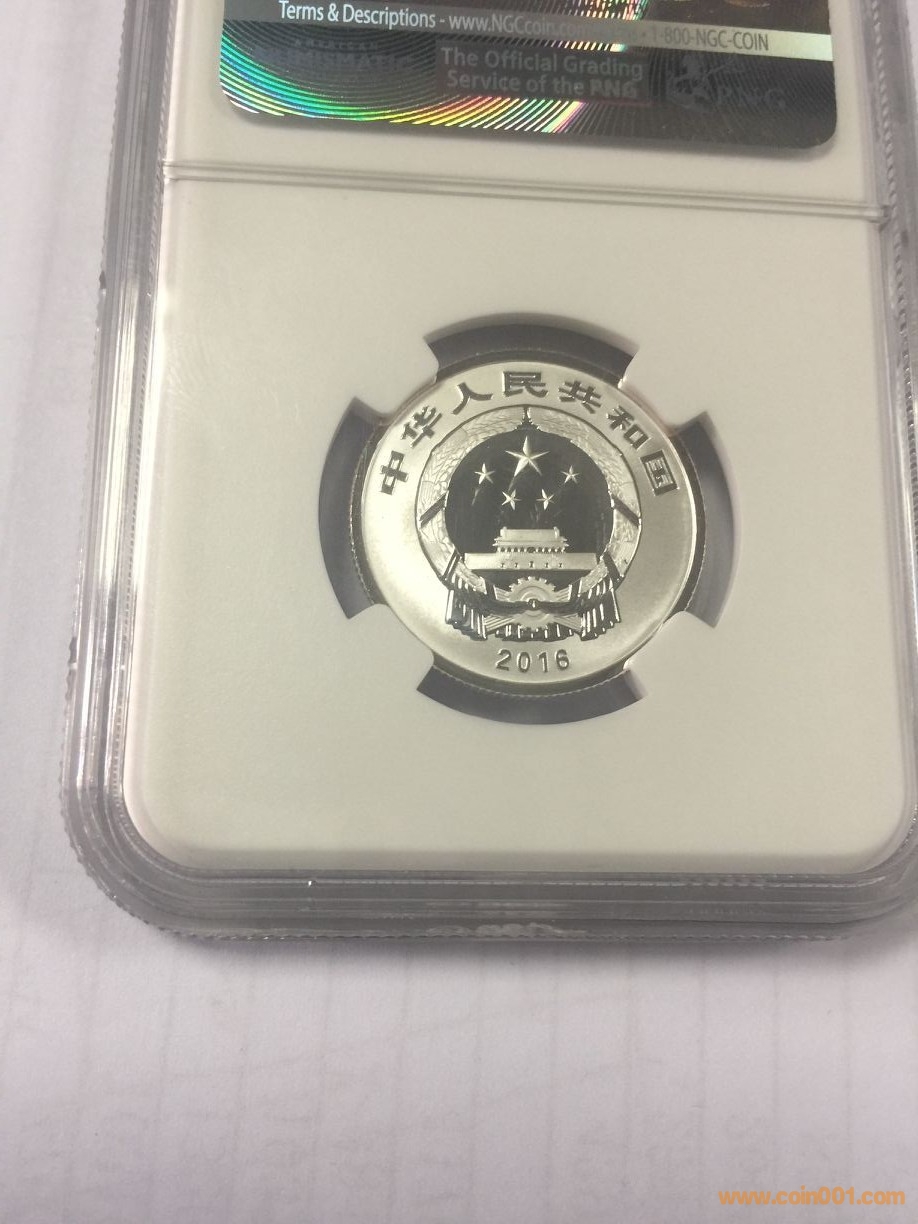 Terms & Descriptions - www.NGCcoin. • 1-800-NGC-COIN
The Official Grading
Service of the PNG
PNG
中华人民共和国
2016
www.coin001.com